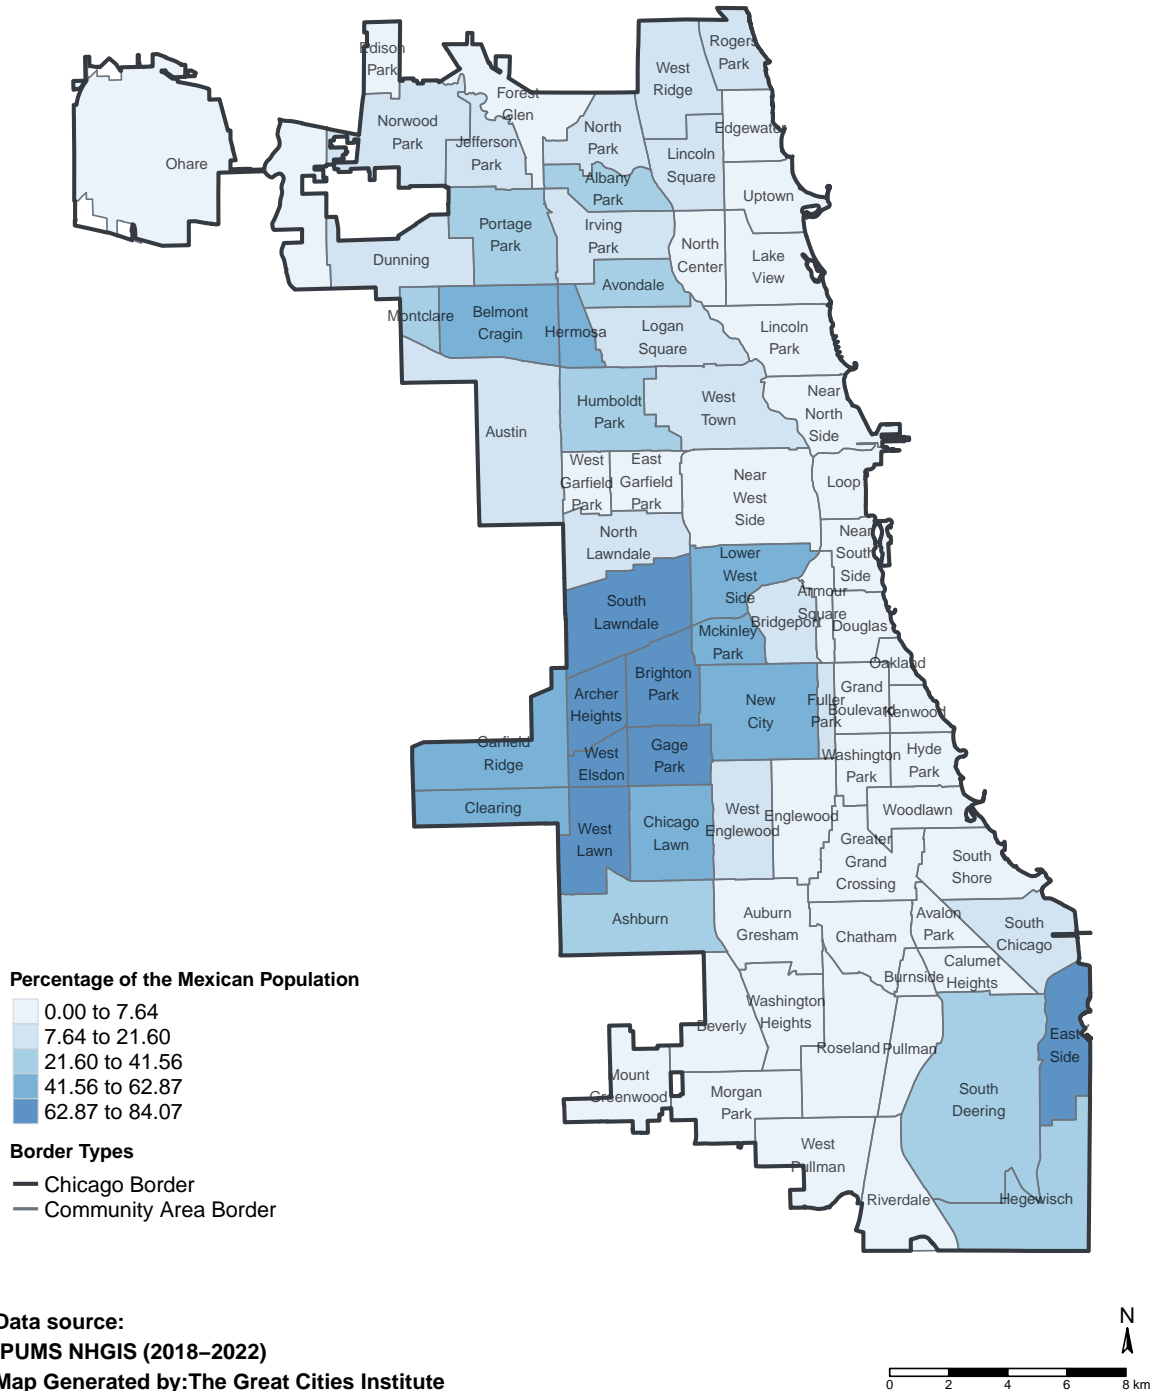 Edison
Park
Rogers
Park
West
Ridge
Forest
Glen
Norwood
Park
Jefferson
Park
North
Park
Edgewater
Lincoln
Square
Ohare
Albany
Park
Uptown
Portage
Park
Irving
Park
North
Center
Lake
View
Dunning
Avondale
Montclare
Belmont
Cragin
Hermosa
Logan
Square
Lincoln
Park
Humboldt
Park
West
Town
Near
North
Side
Austin
West
Garfield
Park
East
Garfield
Park
Near
West
Side
Loop
North
Lawndale
Near
South
Side
Lower
West
Side
South
Lawndale
Armour
Square
Bridgeport
Douglas
Mckinley
Park
Oakland
Brighton
Park
Archer
Heights
New
City
Fuller
Park
Grand
Boulevard
Kenwood
Garfield
Ridge
West
Elsdon
Gage
Park
Washington
Park
Hyde
Park
Clearing
West
Lawn
Chicago
Lawn
West
Englewood
Englewood
Woodlawn
Greater
Grand
Crossing
South
Shore
Ashburn
Auburn
Gresham
Chatham
Avalon
Park
South
Chicago
Burnside
Calumet
Heights
Washington
Heights
Beverly
Roseland
Pullman
East
Side
Mount
Greenwood
Morgan
Park
South
Deering
West
Pullman
Riverdale
Hegewisch
Percentage of the Mexican Population
0.00 to 7.64
7.64 to 21.60
21.60 to 41.56
41.56 to 62.87
62.87 to 84.07
Border Types
Chicago Border
Community Area Border
Data source:
IPUMS NHGIS (2018–2022)
Map Generated by:The Great Cities Institute
N
0 2 4 6 8 km